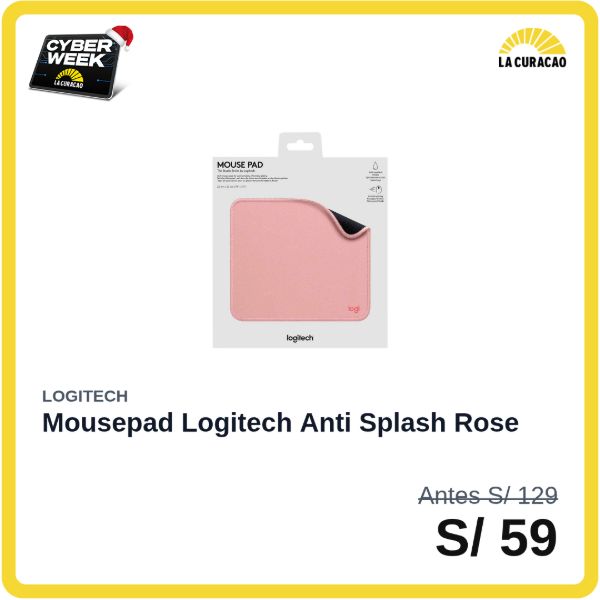 CYBER
WEEK
LA CURACAO
LA CURACAO
MOUSE PAD
logi
logitech
LOGITECH
Mousepad Logitech Anti Splash Rose
Antes S/ 129
S/ 59